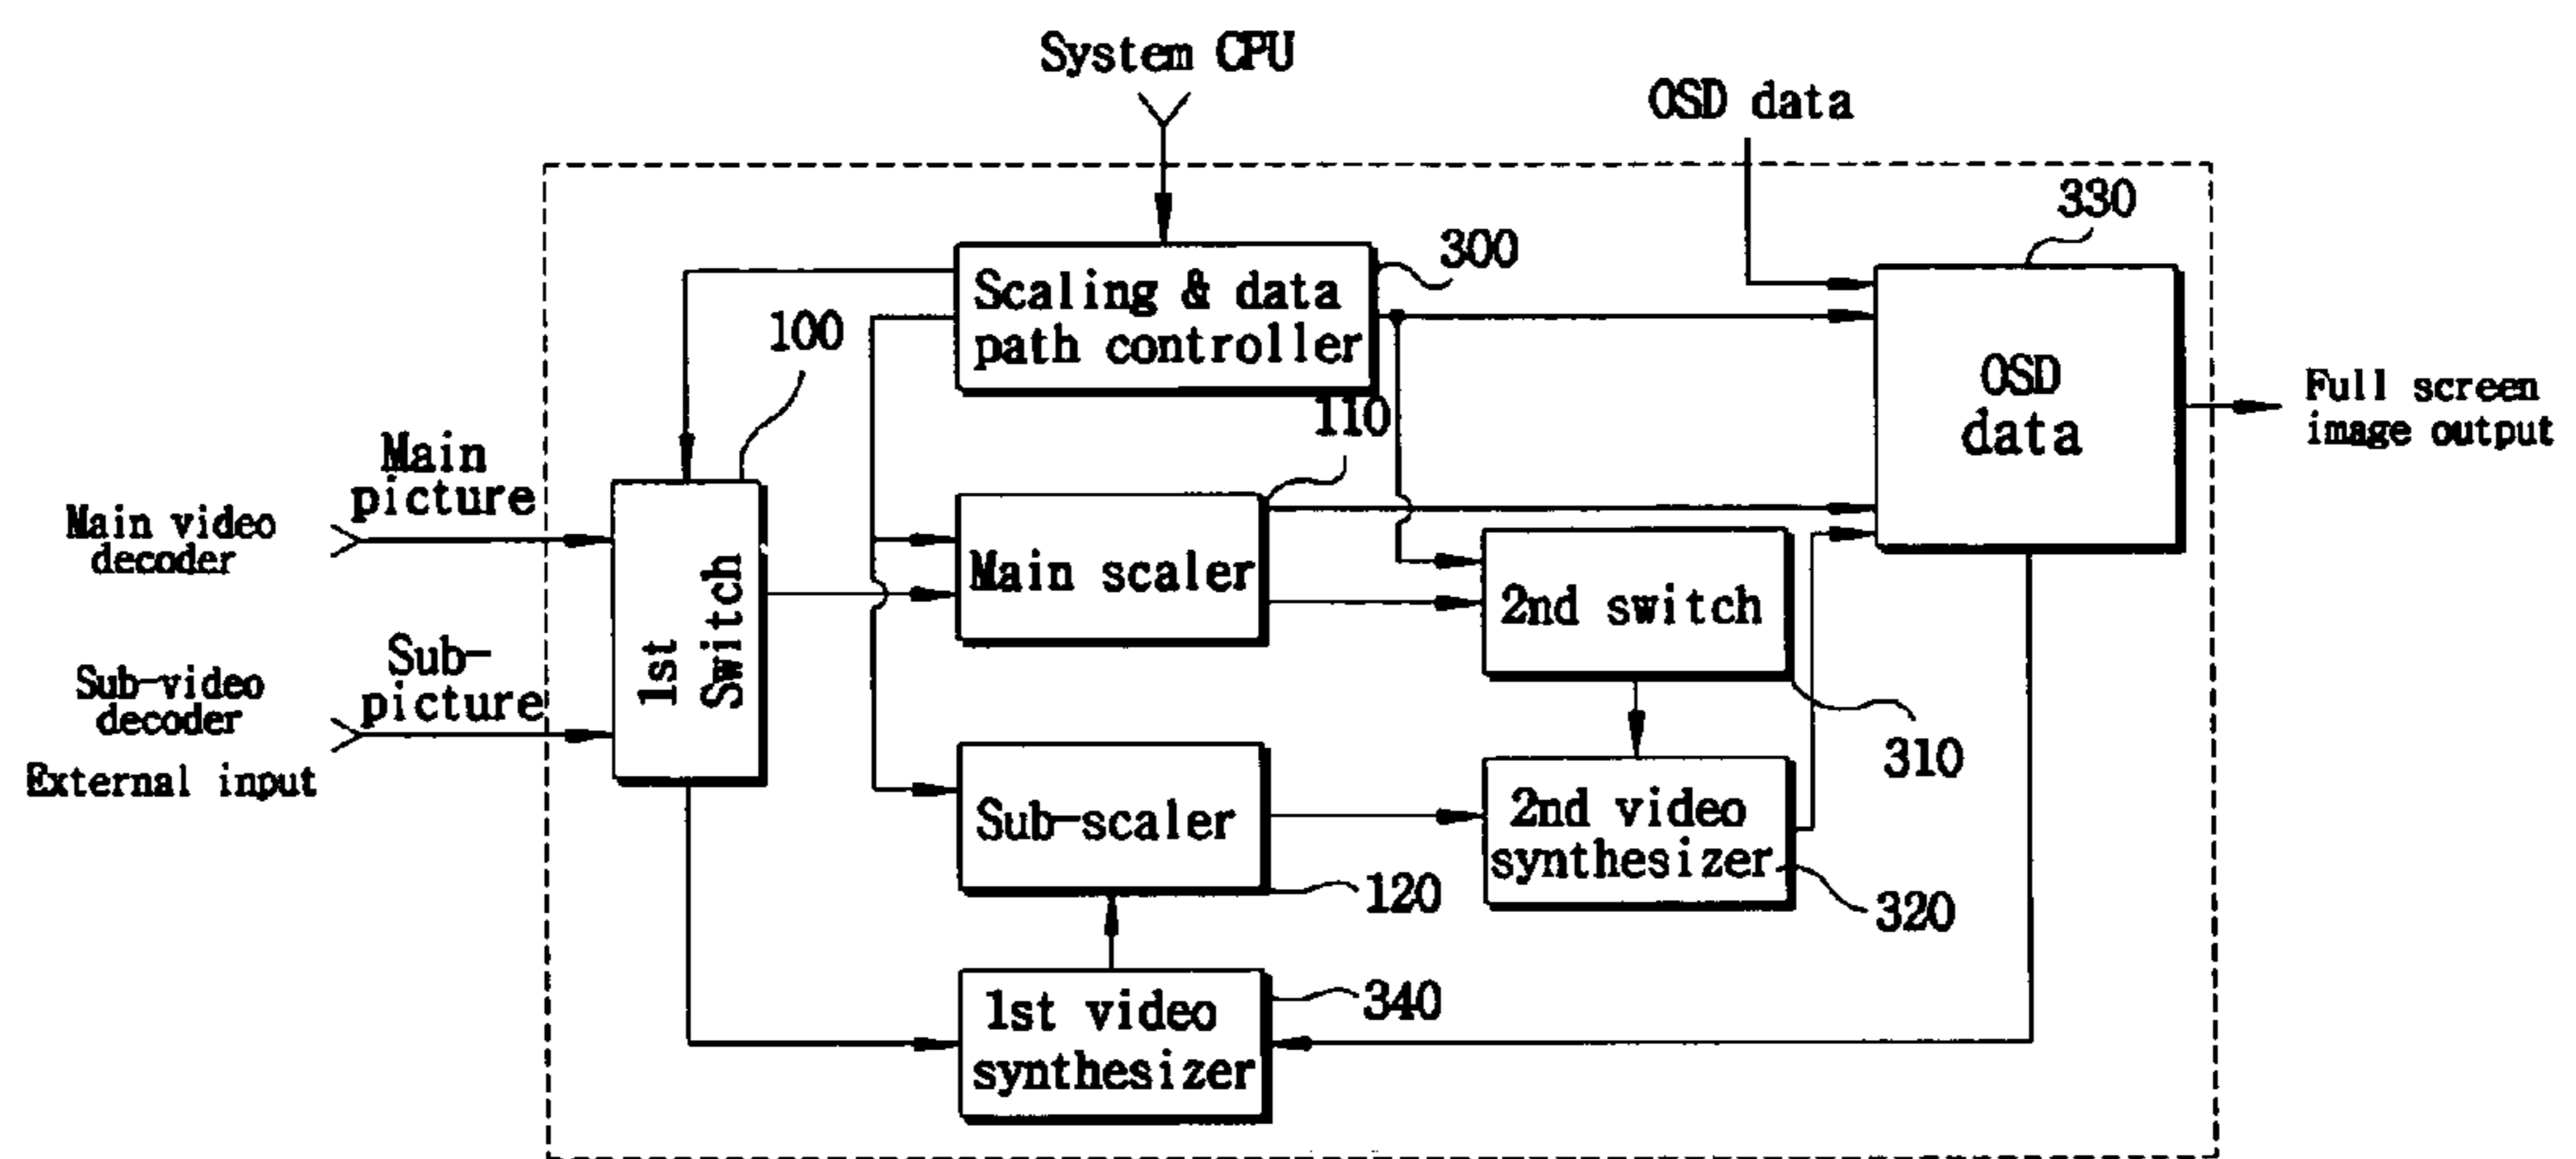 System CPU
OSD data
330
300
Scaling & data
path controller
100
110
OSD
data
Full screen
image output
Main
picture
Main video
decoder
1st
Switch
Main scaler
2nd switch
Sub-
picture
Sub-video
decoder
External input
310
Sub-scaler
2nd video
synthesizer
120
320
1st video
synthesizer
340